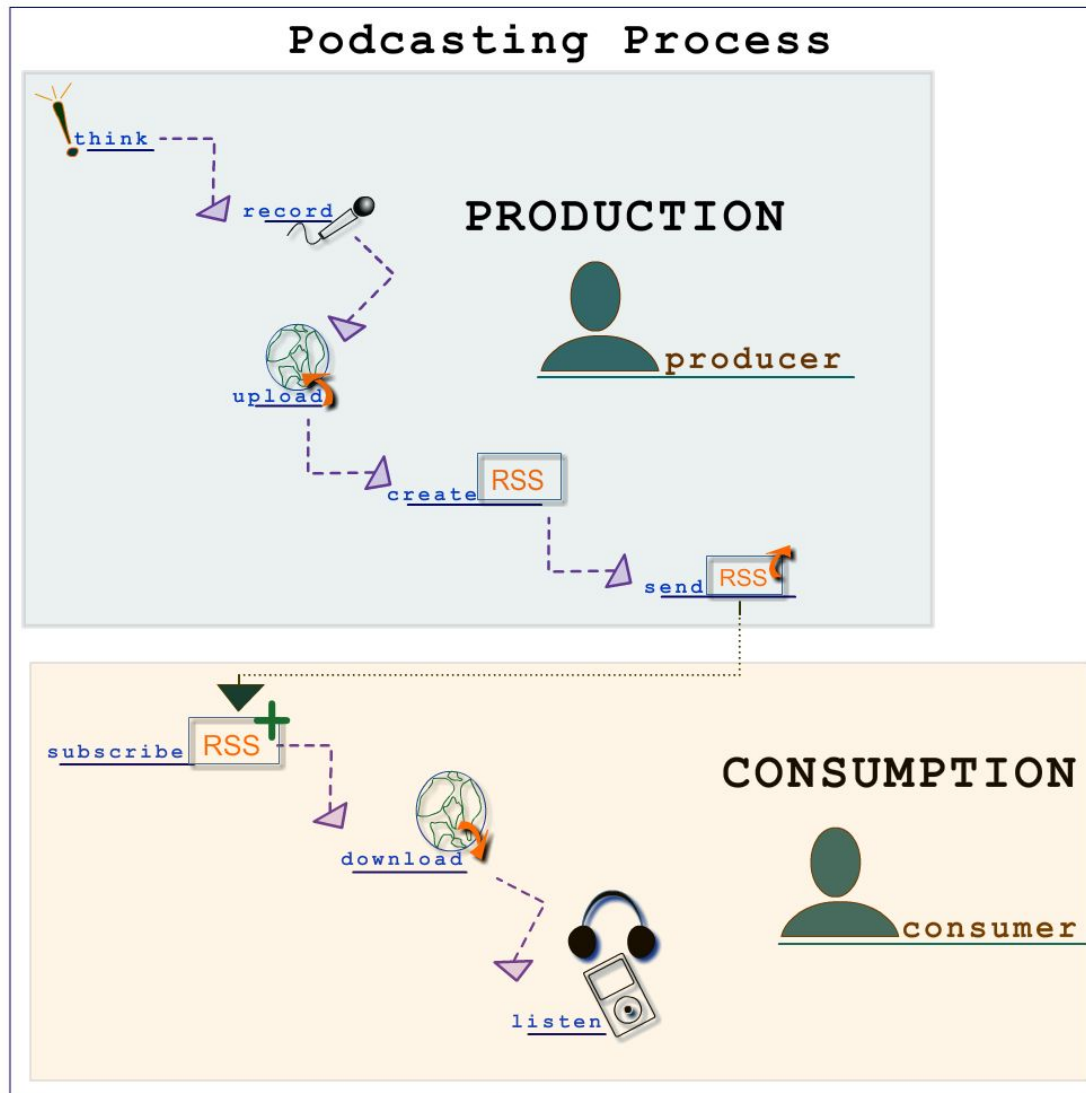 Podcasting Process
think
record
PRODUCTION
producer
upload
create RSS
send RSS
subscribe RSS
CONSUMPTION
download
consumer
listen